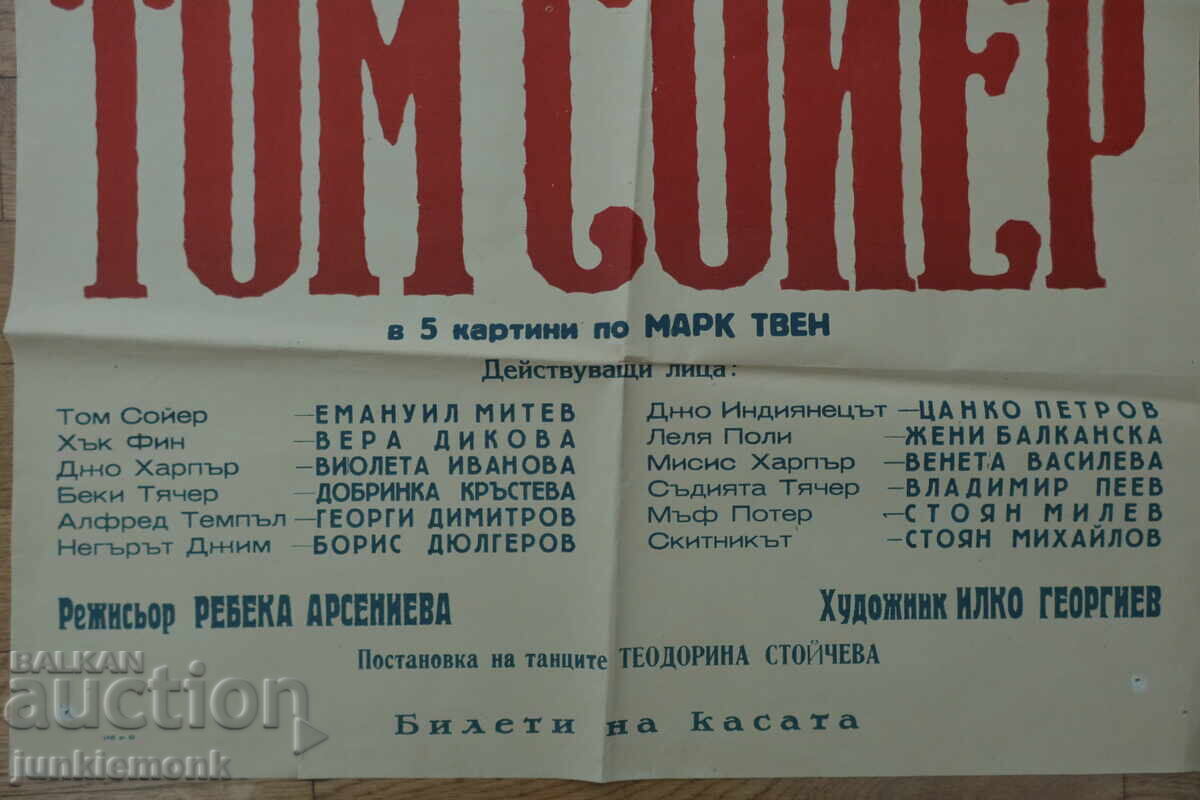 ТОМ СОЙЕР
в 5 картини по МАРК ТВЕН
Действуващи лица:
Том Сойер — ЕМАНУИЛ МИТЕВ
Хък Фин — ВЕРА ДИКОВА
Джо Харпър — ВИОЛЕТА ИВАНОВА
Беки Тячер — ДОБРИНКА КРЪСТЕВА
Алфред Темпъл — ГЕОРГИ ДИМИТРОВ
Негърът Джим — БОРИС ДЮЛГЕРОВ
Джо Индиянецът — ЦАНКО ПЕТРОВ
Леля Поли — ЖЕНИ БАЛКАНСКА
Мисис Харпър — ВЕНЕТА ВАСИЛЕВА
Съдията Тячер — ВЛАДИМИР ПЕЕВ
Мъф Потер — СТОЯН МИЛЕВ
Скитникът — СТОЯН МИХАЙЛОВ
Режисьор РЕБЕКА АРСЕНИЕВА
Художник ИЛКО ГЕОРГИЕВ
Постановка на танците ТЕОДОРИНА СТОЙЧЕВА
Билети на касата
BALKAN
auction
junkiemonk